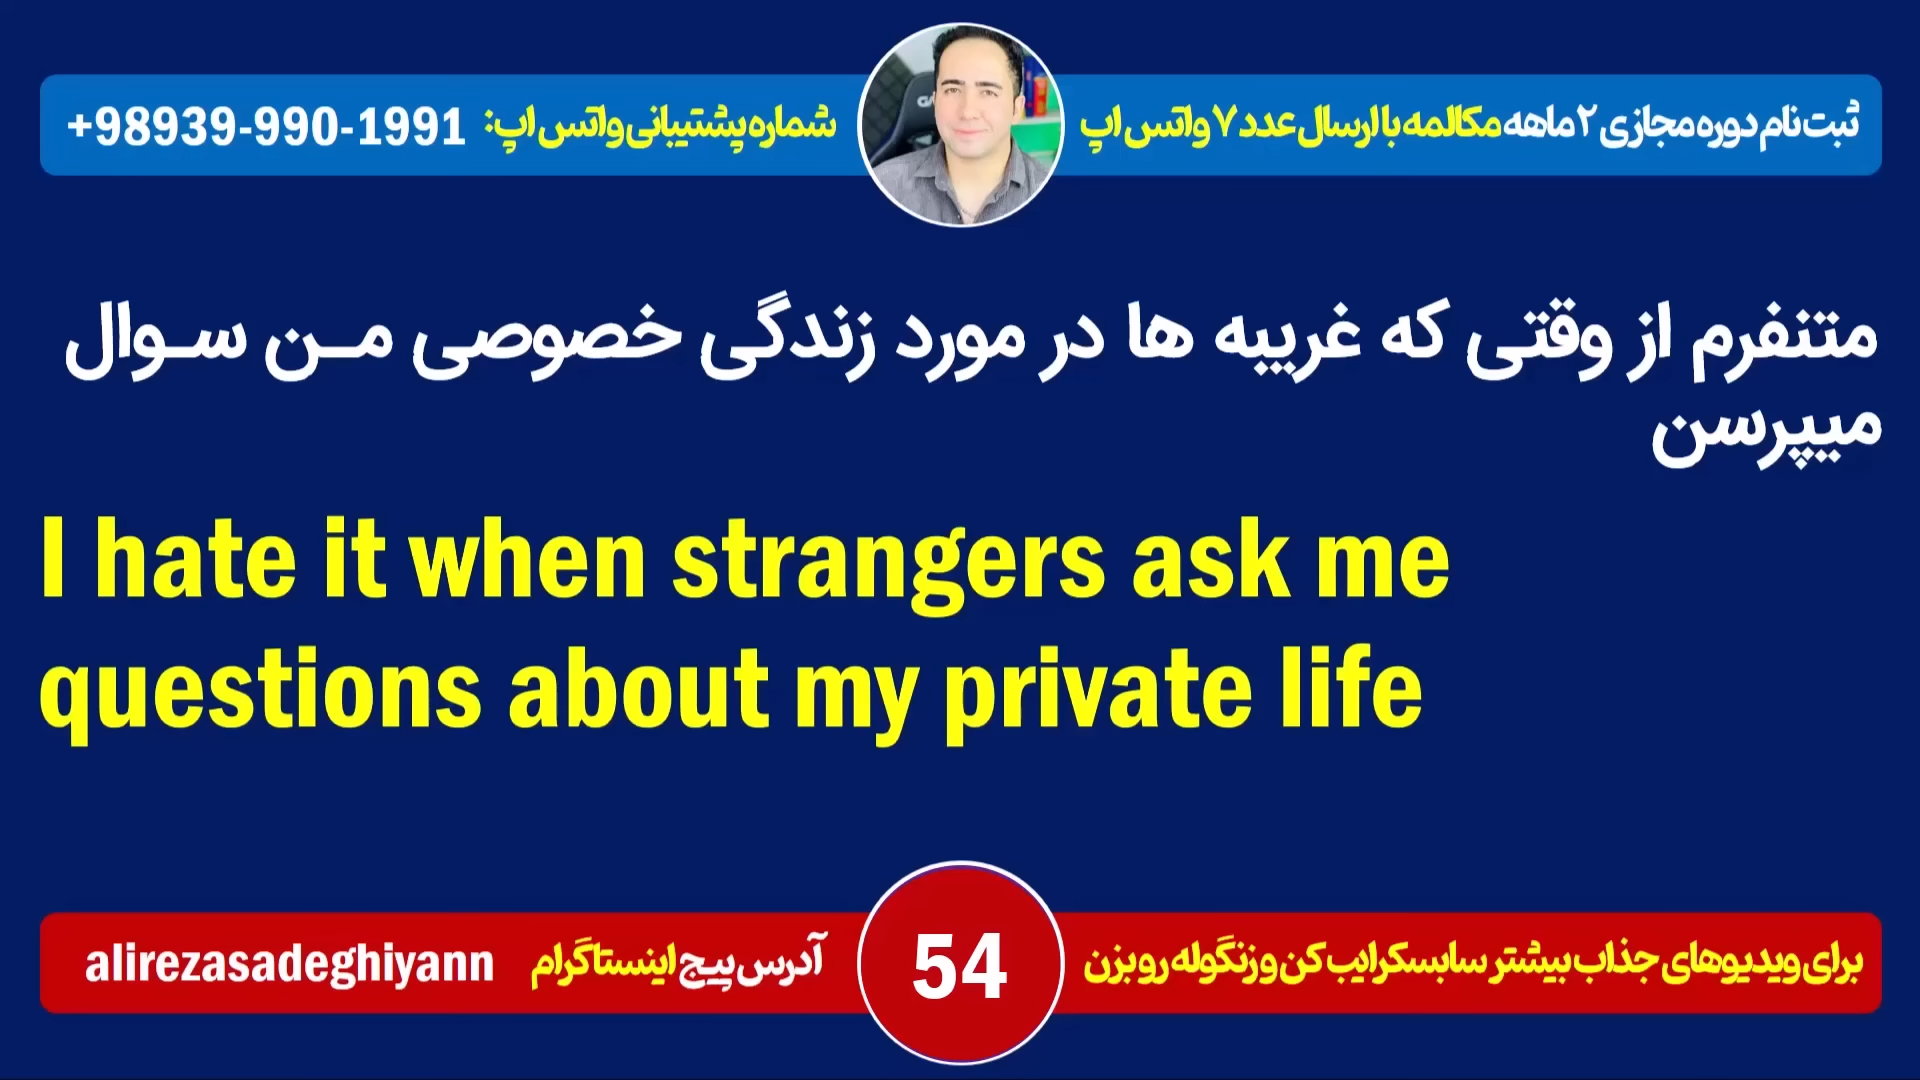 ثبت نام دوره مجازی ۲ ماهه مکالمه با ارسال عدد ۷ واتس اپ
شماره پشتیبانی واتس اپ: +98939-990-1991
متنفرم از وقتی که غریبه ها در مورد زندگی خصوصی مـن سـوال
میپرسن
I hate it when strangers ask me
questions about my private life
برای ویدیوهای جذاب بیشتر سابسکرایب کن و زنگوله رو بزن
54
آدرس پیج اینستاگرام alirezasadeghiyann